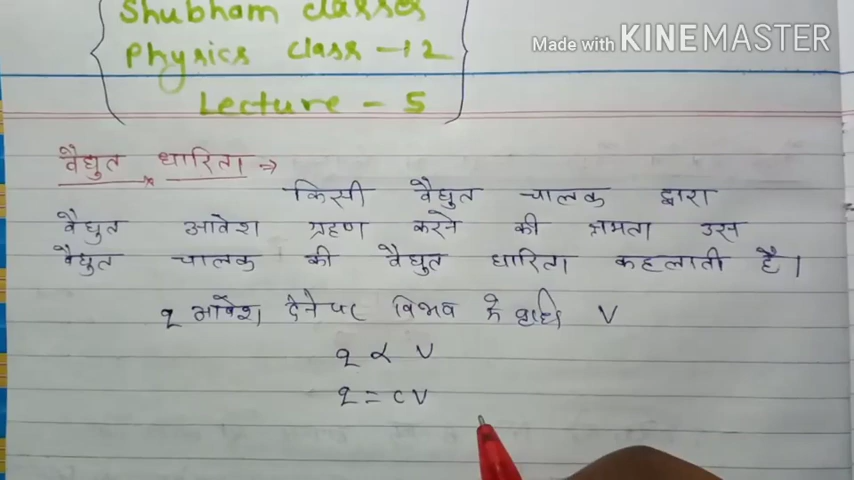 Shubham classes
Made with KINEMASTER
Physics class - 12
Lecture - 5
वैद्युत धारिता ⇒
किसी वैद्युत चालक द्वारा
वैद्युत आवेश ग्रहण करने की क्षमता उस
वैद्युत चालक की वैद्युत धारिता कहलाती है।
q आवेश देने पर विभव में वृद्धि V
q ∝ V
q = CV